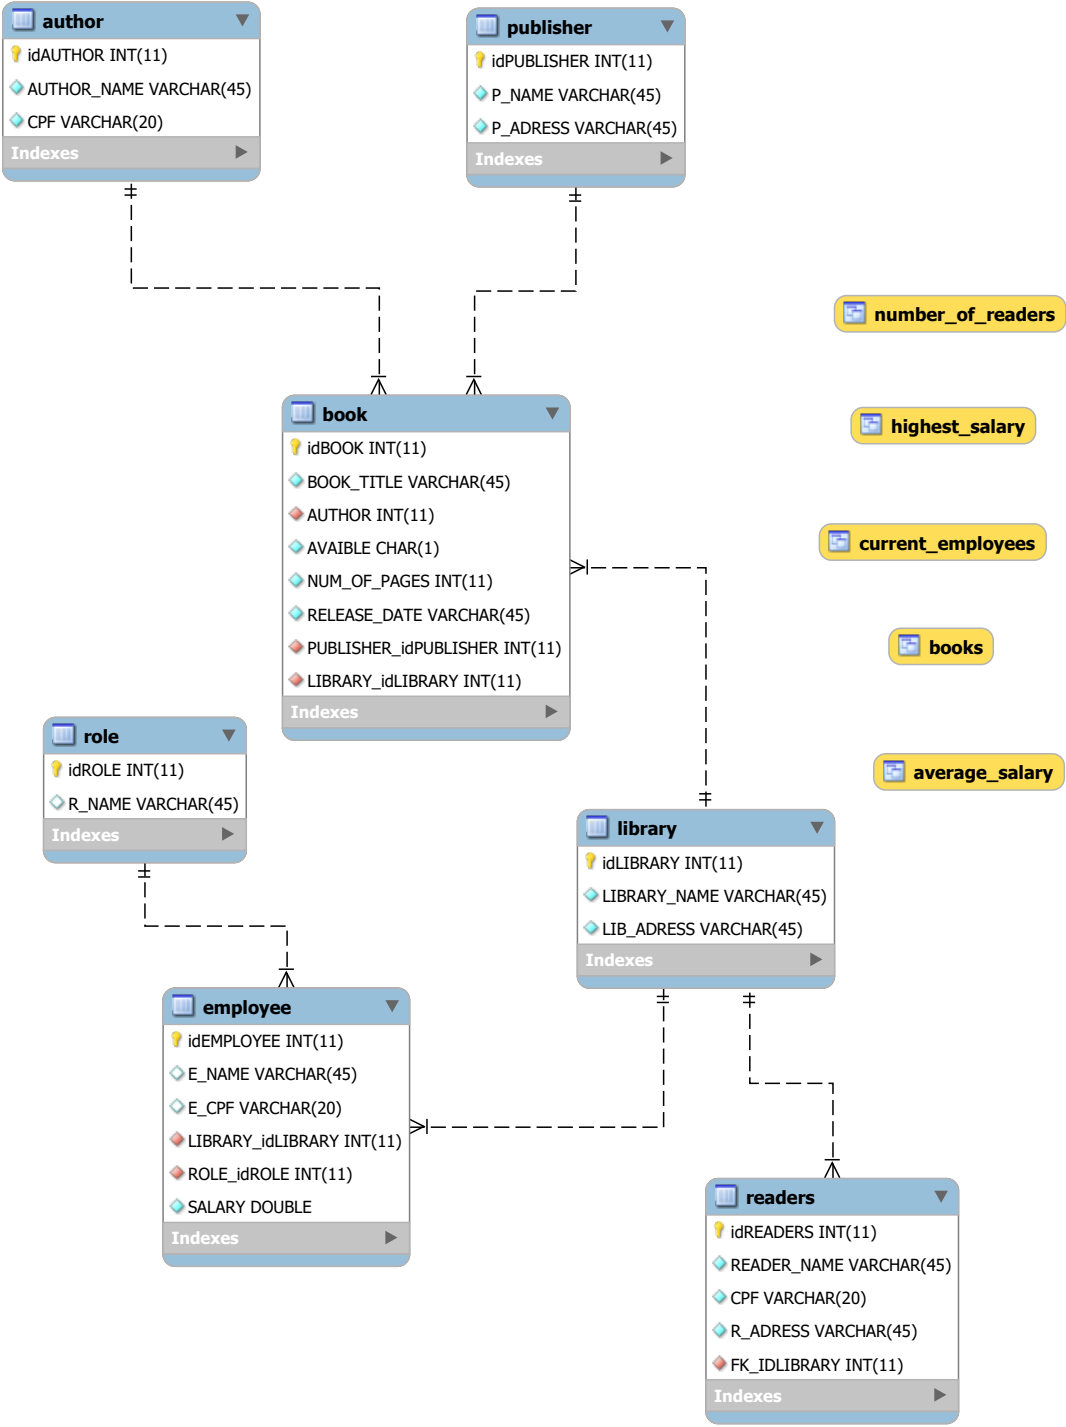 author
idAUTHOR INT(11)
AUTHOR_NAME VARCHAR(45)
CPF VARCHAR(20)
Indexes
publisher
idPUBLISHER INT(11)
P_NAME VARCHAR(45)
P_ADRESS VARCHAR(45)
Indexes
number_of_readers
highest_salary
current_employees
books
average_salary
book
idBOOK INT(11)
BOOK_TITLE VARCHAR(45)
AUTHOR INT(11)
AVAIBLE CHAR(1)
NUM_OF_PAGES INT(11)
RELEASE_DATE VARCHAR(45)
PUBLISHER_idPUBLISHER INT(11)
LIBRARY_idLIBRARY INT(11)
Indexes
role
idROLE INT(11)
R_NAME VARCHAR(45)
Indexes
library
idLIBRARY INT(11)
LIBRARY_NAME VARCHAR(45)
LIB_ADRESS VARCHAR(45)
Indexes
employee
idEMPLOYEE INT(11)
E_NAME VARCHAR(45)
E_CPF VARCHAR(20)
LIBRARY_idLIBRARY INT(11)
ROLE_idROLE INT(11)
SALARY DOUBLE
Indexes
readers
idREADERS INT(11)
READER_NAME VARCHAR(45)
CPF VARCHAR(20)
R_ADRESS VARCHAR(45)
FK_IDLIBRARY INT(11)
Indexes